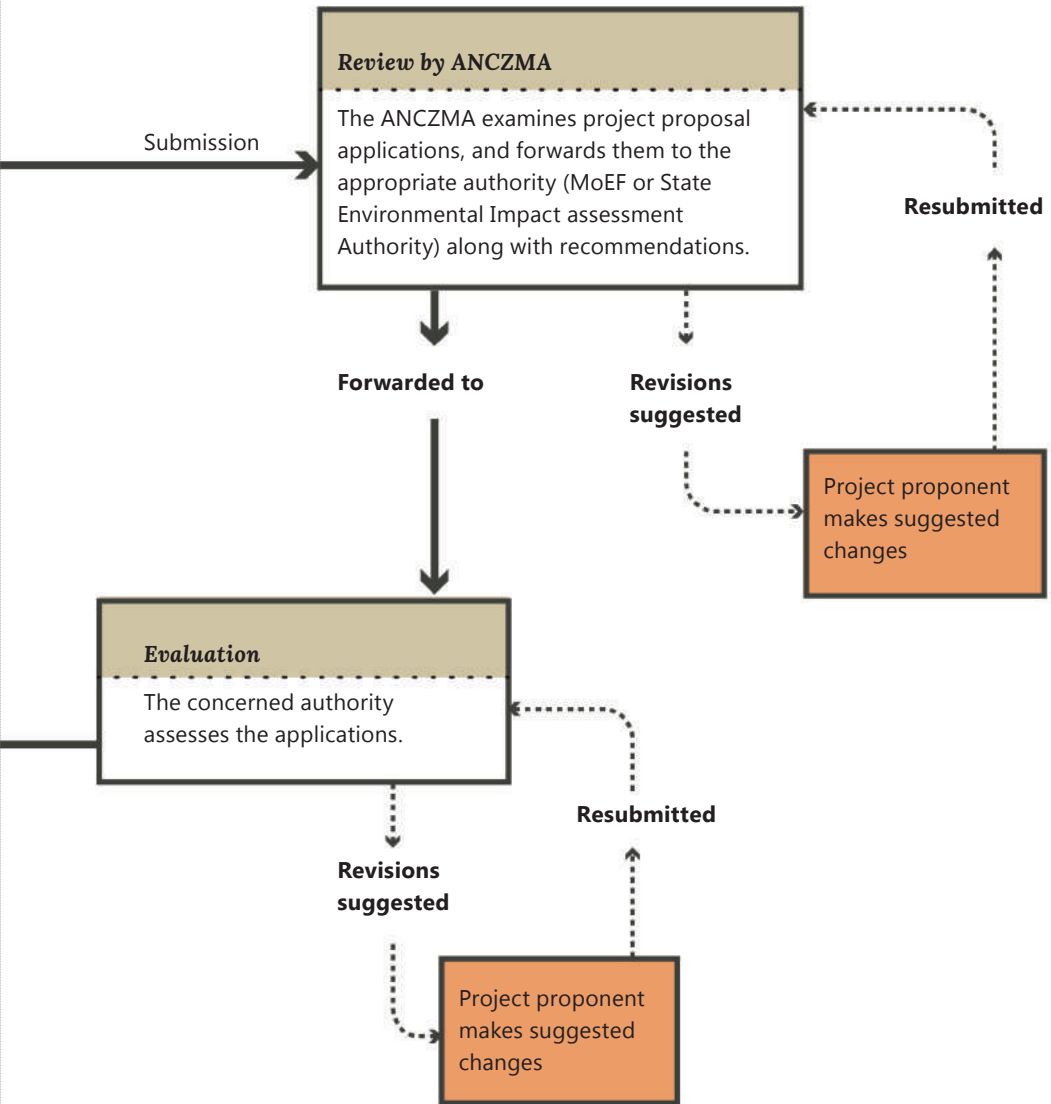 Review by ANCZMA
Submission
The ANCZMA examines project proposal
applications, and forwards them to the
appropriate authority (MoEF or State
Environmental Impact assessment
Authority) along with recommendations.
Resubmitted
Forwarded to
Revisions
suggested
Project proponent
makes suggested
changes
Evaluation
The concerned authority
assesses the applications.
Resubmitted
Revisions
suggested
Project proponent
makes suggested
changes